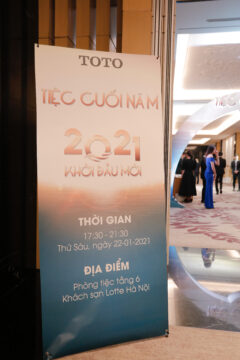 TOTO
TIỆC CUỐI NĂM
2021
KHỞI ĐẦU MỚI
THỜI GIAN
17:30 - 21:30
Thứ Sáu, ngày 22-01-2021
ĐỊA ĐIỂM
Phòng tiệc tầng 6
Khách sạn Lotte Hà Nội